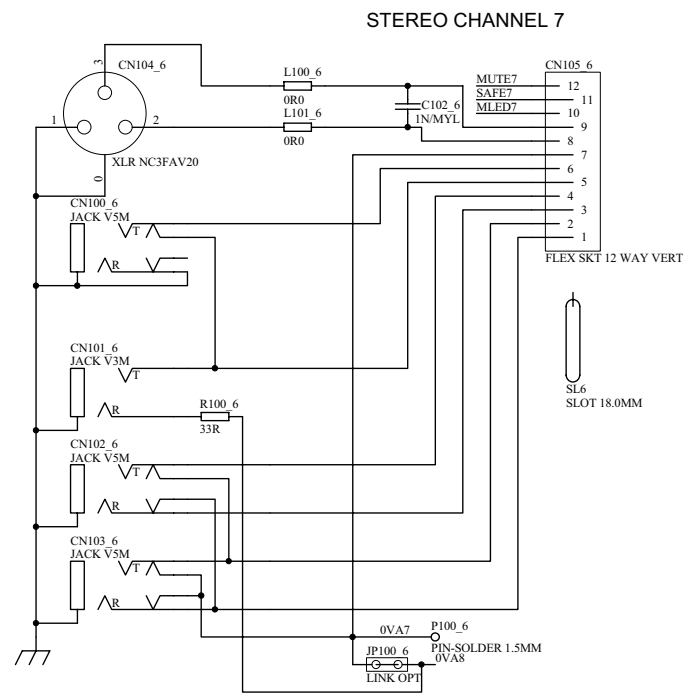 STEREO CHANNEL 7
CN104_6
3
1
2
0
XLR NC3FAV20
L100_6
0R0
L101_6
0R0
C102_6
1N/MYL
CN105_6
MUTE7
SAFE7
MLED7
12
11
10
9
8
7
6
5
4
3
2
1
FLEX SKT 12 WAY VERT
CN100_6
JACK V5M
T
R
CN101_6
JACK V3M
T
R
R100_6
33R
SL6
SLOT 18.0MM
CN102_6
JACK V5M
T
R
CN103_6
JACK V5M
T
R
0VA7
P100_6
PIN-SOLDER 1.5MM
JP100_6
0VA8
LINK OPT